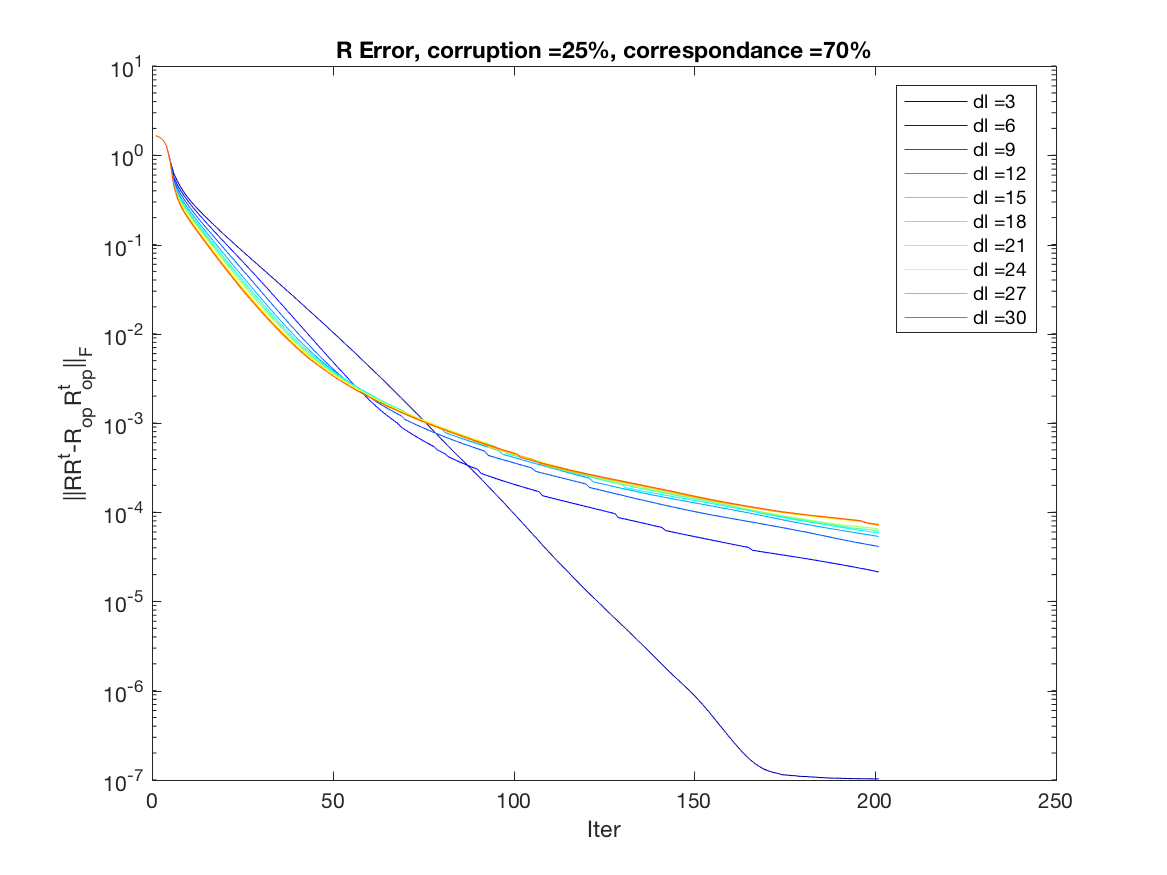 R Error, corruption =25%, correspondance =70%
10^1
10^0
10^-1
10^-2
10^-3
10^-4
10^-5
10^-6
10^-7
||RR^t-R_op R_op^t||_F
0 50 100 150 200 250
Iter
dl =3
dl =6
dl =9
dl =12
dl =15
dl =18
dl =21
dl =24
dl =27
dl =30